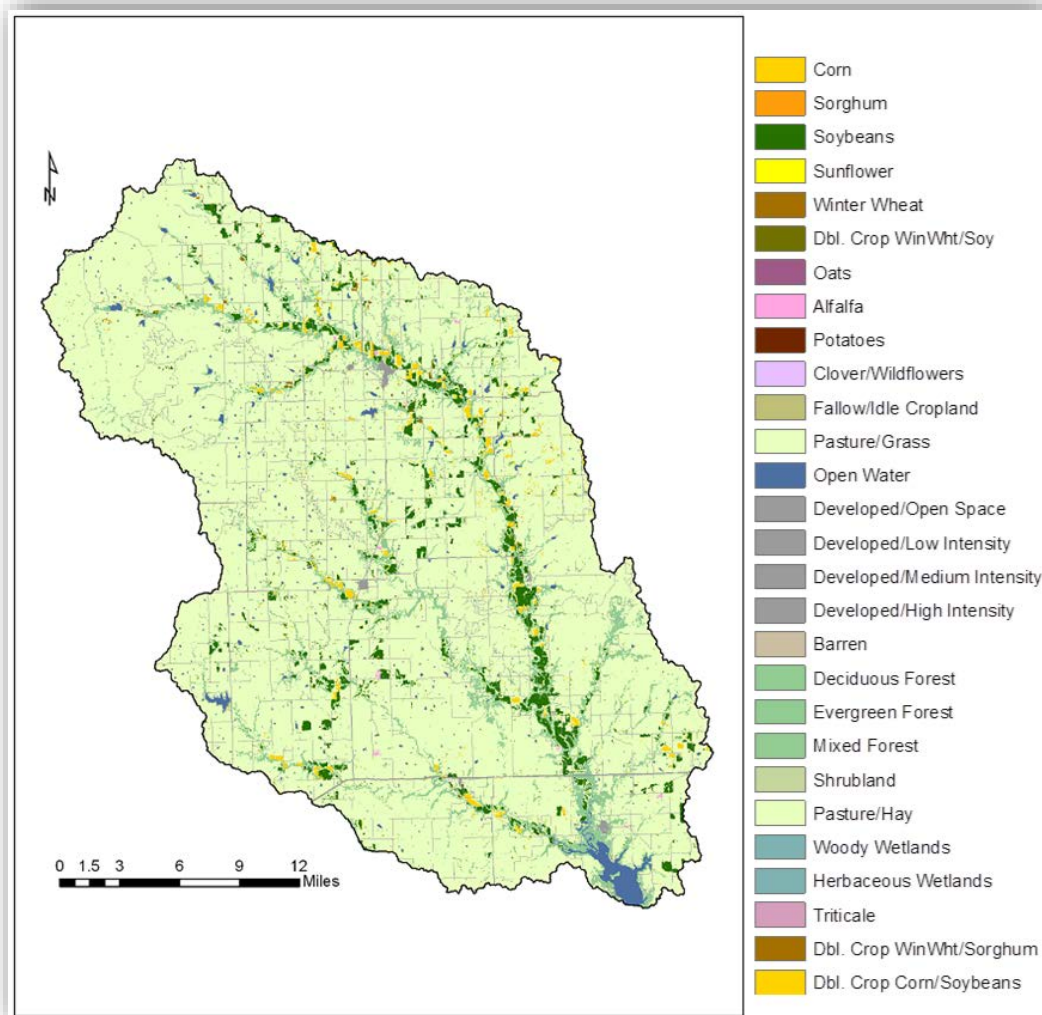 N
0 1.5 3 6 9 12
Miles
Corn
Sorghum
Soybeans
Sunflower
Winter Wheat
Dbl. Crop WinWht/Soy
Oats
Alfalfa
Potatoes
Clover/Wildflowers
Fallow/Idle Cropland
Pasture/Grass
Open Water
Developed/Open Space
Developed/Low Intensity
Developed/Medium Intensity
Developed/High Intensity
Barren
Deciduous Forest
Evergreen Forest
Mixed Forest
Shrubland
Pasture/Hay
Woody Wetlands
Herbaceous Wetlands
Triticale
Dbl. Crop WinWht/Sorghum
Dbl. Crop Corn/Soybeans